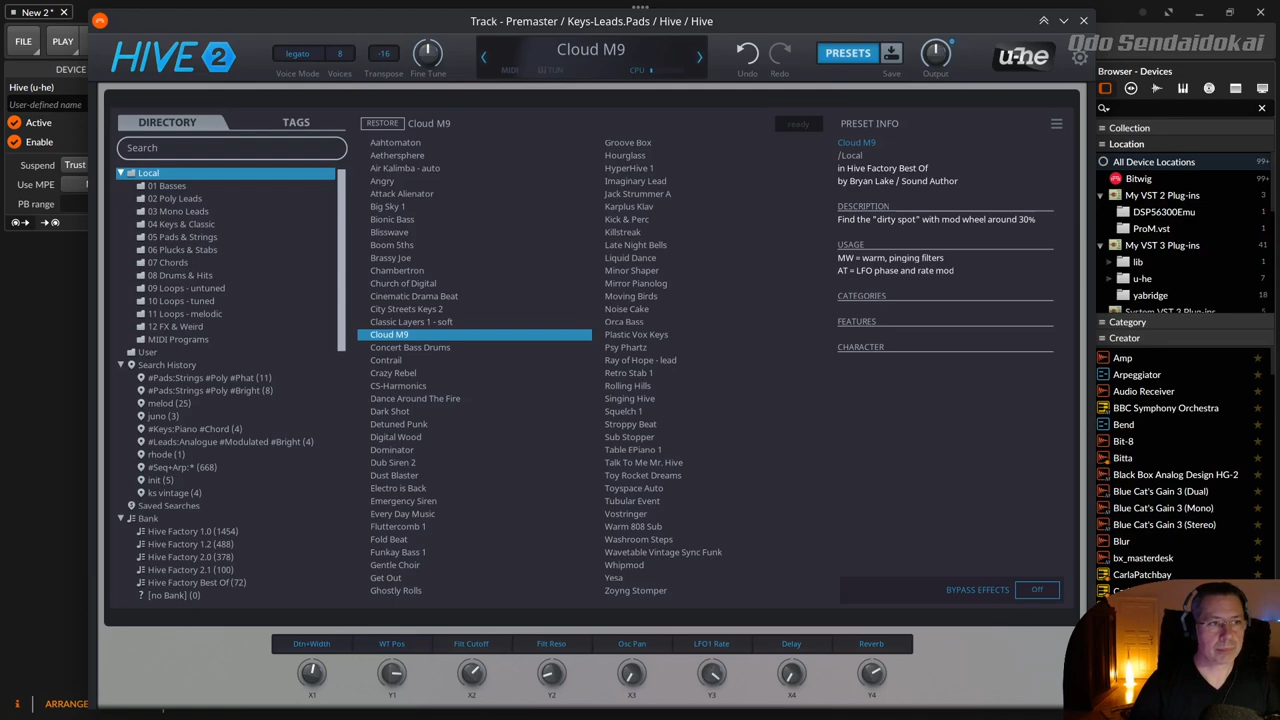 New 2 *
Track - Premaster / Keys-Leads.Pads / Hive / Hive
Qdo Sendaidokai
FILE
PLAY
DEVICE
Hive (u-he)
User-defined name
Active
Enable
Suspend
Trust
Use MPE
PB range
ARRANGE
HIVE 2
legato
8
-16
Voice Mode
Voices
Transpose
Fine Tune
Cloud M9
MIDI
TUN
CPU
Undo
Redo
PRESETS
Save
Output
u-he
DIRECTORY
TAGS
Search
Local
01 Basses
02 Poly Leads
03 Mono Leads
04 Keys & Classic
05 Pads & Strings
06 Plucks & Stabs
07 Chords
08 Drums & Hits
09 Loops - untuned
10 Loops - tuned
11 Loops - melodic
12 FX & Weird
MIDI Programs
User
Search History
#Pads:Strings #Poly #Phat (11)
#Pads:Strings #Poly #Bright (8)
melod (25)
juno (3)
#Keys:Piano #Chord (4)
#Leads:Analogue #Modulated #Bright (4)
rhode (1)
#Seq+Arp:* (668)
init (5)
ks vintage (4)
Saved Searches
Bank
Hive Factory 1.0 (1454)
Hive Factory 1.2 (488)
Hive Factory 2.0 (378)
Hive Factory 2.1 (100)
Hive Factory Best Of (72)
? [no Bank] (0)
RESTORE
Cloud M9
ready
Aahtomaton
Aethersphere
Air Kalimba - auto
Angry
Attack Alienator
Big Sky 1
Bionic Bass
Blisswave
Boom 5ths
Brassy Joe
Chambertron
Church of Digital
Cinematic Drama Beat
City Streets Keys 2
Classic Layers 1 - soft
Cloud M9
Concert Bass Drums
Contrail
Crazy Rebel
CS-Harmonics
Dance Around The Fire
Dark Shot
Detuned Punk
Digital Wood
Dominator
Dub Siren 2
Dust Blaster
Electro is Back
Emergency Siren
Every Day Music
Fluttercomb 1
Fold Beat
Funkay Bass 1
Gentle Choir
Get Out
Ghostly Rolls
Groove Box
Hourglass
HyperHive 1
Imaginary Lead
Jack Strummer A
Karplus Klav
Kick & Perc
Killstreak
Late Night Bells
Liquid Dance
Minor Shaper
Mirror Pianolog
Moving Birds
Noise Cake
Orca Bass
Plastic Vox Keys
Psy Phartz
Ray of Hope - lead
Retro Stab 1
Rolling Hills
Singing Hive
Squelch 1
Stroppy Beat
Sub Stopper
Table EPiano 1
Talk To Me Mr. Hive
Toy Rocket Dreams
Toyspace Auto
Tubular Event
Vostringer
Warm 808 Sub
Washroom Steps
Wavetable Vintage Sync Funk
Whipmod
Yesa
Zoyng Stomper
PRESET INFO
Cloud M9
/Local
in Hive Factory Best Of
by Bryan Lake / Sound Author
DESCRIPTION
Find the "dirty spot" with mod wheel around 30%
USAGE
MW = warm, pinging filters
AT = LFO phase and rate mod
CATEGORIES
FEATURES
CHARACTER
BYPASS EFFECTS
Off
Dtn+Width
WT Pos
Filt Cutoff
Filt Reso
Osc Pan
LFO1 Rate
Delay
Reverb
X1
Y1
X2
Y2
X3
Y3
X4
Y4
Browser - Devices
Collection
Location
All Device Locations
99+
Bitwig
99+
My VST 2 Plug-ins
DSP56300Emu
ProM.vst
My VST 3 Plug-ins
41
lib
u-he
yabridge
18
System VST 3 Plug-ins
Category
Creator
Amp
Arpeggiator
Audio Receiver
BBC Symphony Orchestra
Bend
Bit-8
Bitta
Black Box Analog Design HG-2
Blue Cat's Gain 3 (Dual)
Blue Cat's Gain 3 (Mono)
Blue Cat's Gain 3 (Stereo)
Blur
bx_masterdesk
CarlaPatchbay